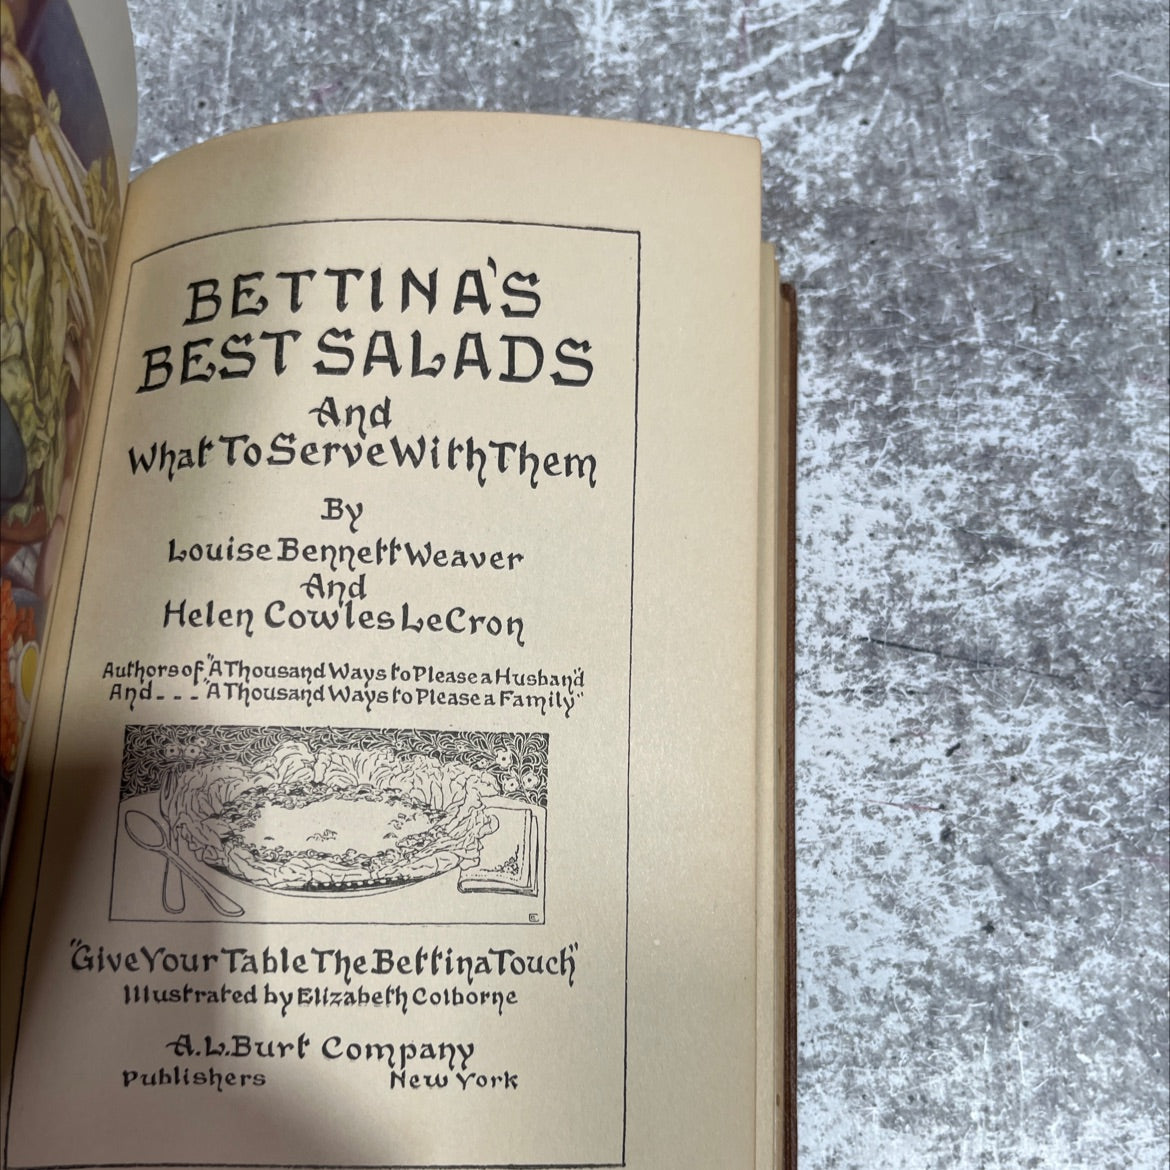 BETTINA'S
BEST SALADS
And
What To Serve With Them
By
Louise Bennett Weaver
And
Helen Cowles LeCron
Authors of "A Thousand Ways to Please a Husband"
And - - - "A Thousand Ways to Please a Family"
"Give Your Table The Bettina Touch"
Illustrated by Elizabeth Colborne
A.L.Burt Company
Publishers New York